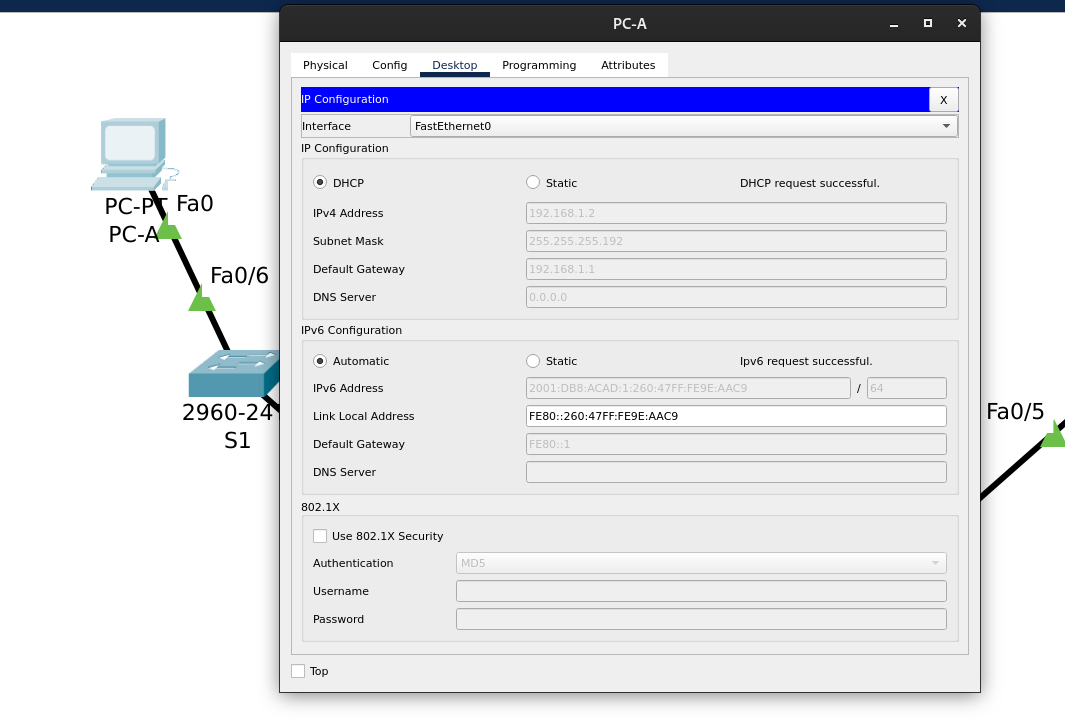 PC-A
Physical Config Desktop Programming Attributes
IP Configuration X
Interface FastEthernet0
IP Configuration
DHCP Static DHCP request successful.
IPv4 Address 192.168.1.2
Subnet Mask 255.255.255.192
Default Gateway 192.168.1.1
DNS Server 0.0.0.0
IPv6 Configuration
Automatic Static Ipv6 request successful.
IPv6 Address 2001:DB8:ACAD:1:260:47FF:FE9E:AAC9 / 64
Link Local Address FE80::260:47FF:FE9E:AAC9
Default Gateway FE80::1
DNS Server
802.1X
Use 802.1X Security
Authentication MD5
Username
Password
Top
PC-PT Fa0
PC-A
Fa0/6
2960-24
S1
Fa0/5